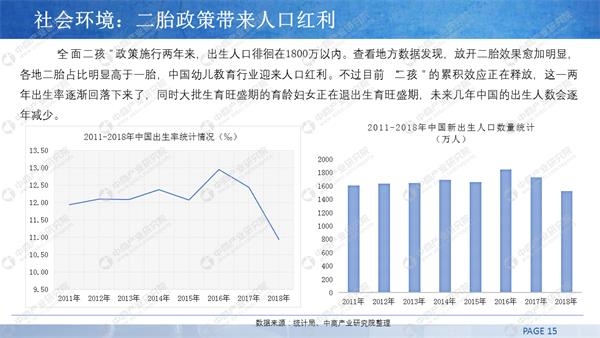 社会环境：二胎政策带来人口红利
“全面二孩”政策施行两年来，出生人口徘徊在1800万以内。查看地方数据发现，放开二胎效果愈加明显，
各地二胎占比明显高于一胎，中国幼儿教育行业迎来人口红利。不过目前“二孩”的累积效应正在释放，这一两
年出生率逐渐回落下来了，同时大批生育旺盛期的育龄妇女正在退出生育旺盛期，未来几年中国的出生人数会逐
年减少。
2011-2018年中国出生率统计情况（‰）
13.50
13.00
12.50
12.00
11.50
11.00
10.50
10.00
9.50
2011年 2012年 2013年 2014年 2015年 2016年 2017年 2018年
2011-2018年中国新出生人口数量统计
（万人）
2000
1800
1600
1400
1200
1000
800
600
400
200
0
2011年 2012年 2013年 2014年 2015年 2016年 2017年 2018年
数据来源：统计局、中商产业研究院整理
PAGE 15
中商产业研究院